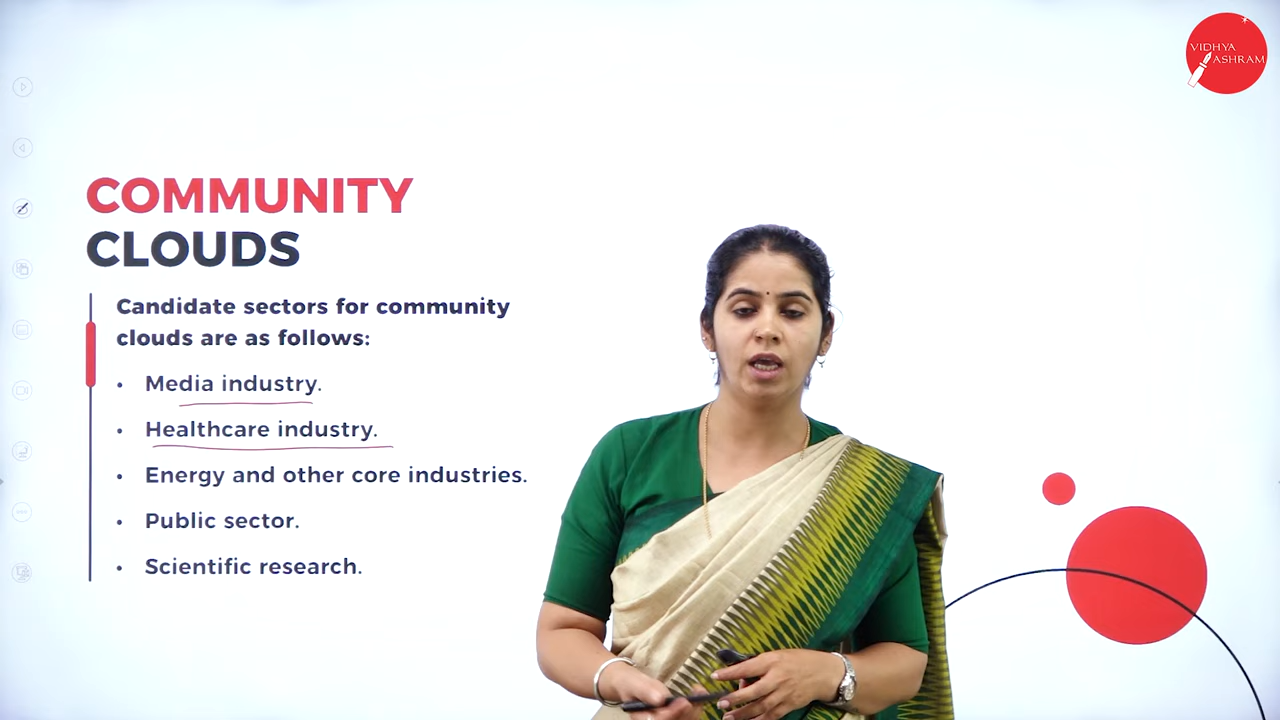 VIDHYA
ASHRAM
COMMUNITY
CLOUDS
Candidate sectors for community
clouds are as follows:
• Media industry.
• Healthcare industry.
• Energy and other core industries.
• Public sector.
• Scientific research.